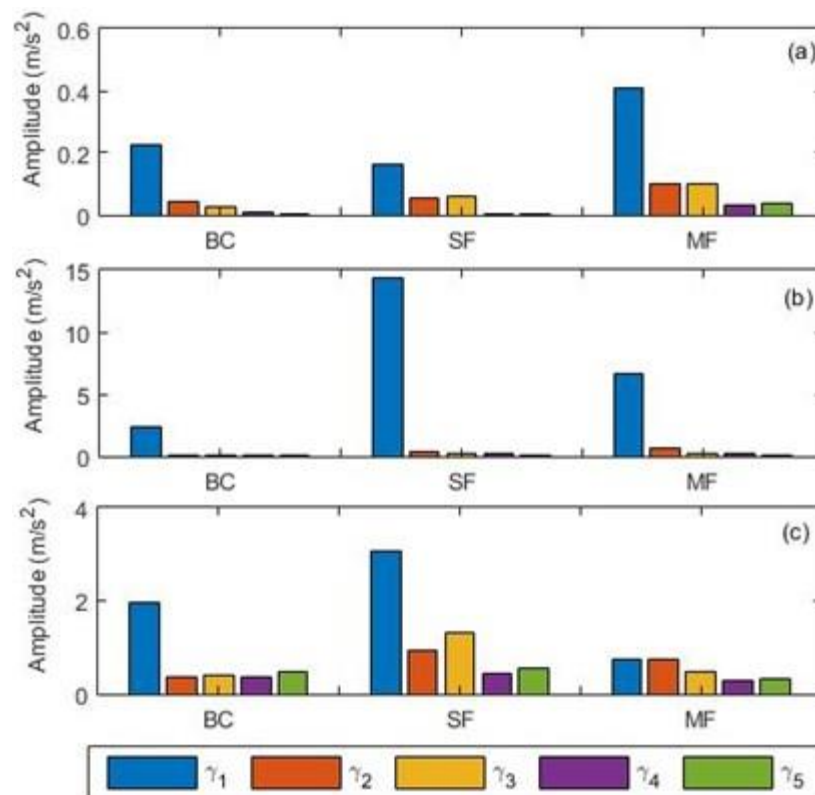 Amplitude (m/s²)
0.6
0.4
0.2
0
(a)
BC SF MF
Amplitude (m/s²)
15
10
5
0
(b)
BC SF MF
Amplitude (m/s²)
4
2
0
(c)
BC SF MF
γ₁ γ₂ γ₃ γ₄ γ₅